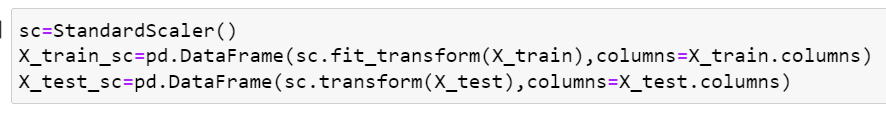 sc=StandardScaler()
X_train_sc=pd.DataFrame(sc.fit_transform(X_train),columns=X_train.columns)
X_test_sc=pd.DataFrame(sc.transform(X_test),columns=X_test.columns)